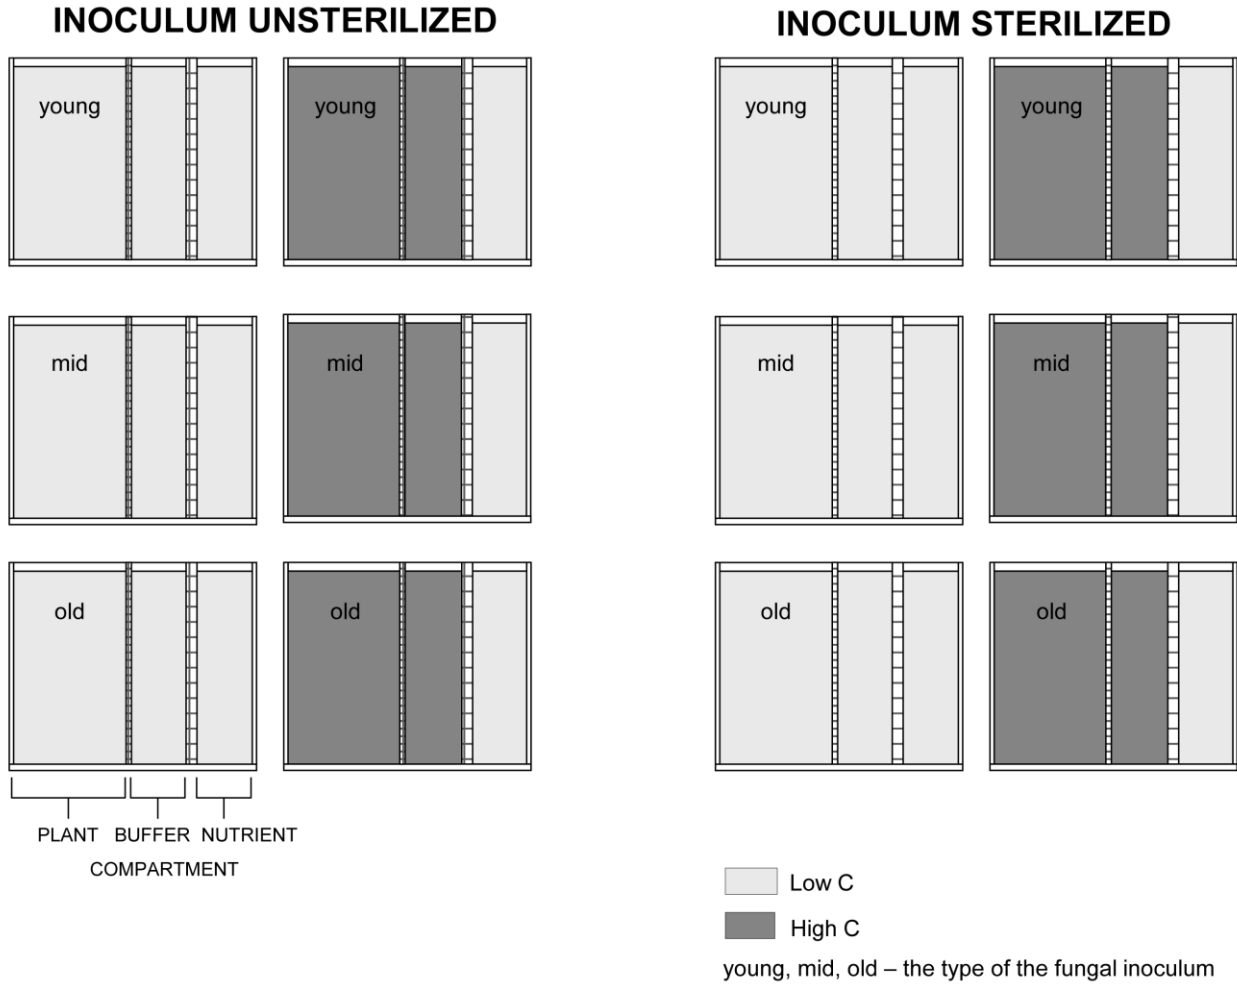 INOCULUM UNSTERILIZED
INOCULUM STERILIZED
young
young
young
young
mid
mid
mid
mid
old
old
old
old
PLANT BUFFER NUTRIENT
COMPARTMENT
Low C
High C
young, mid, old – the type of the fungal inoculum